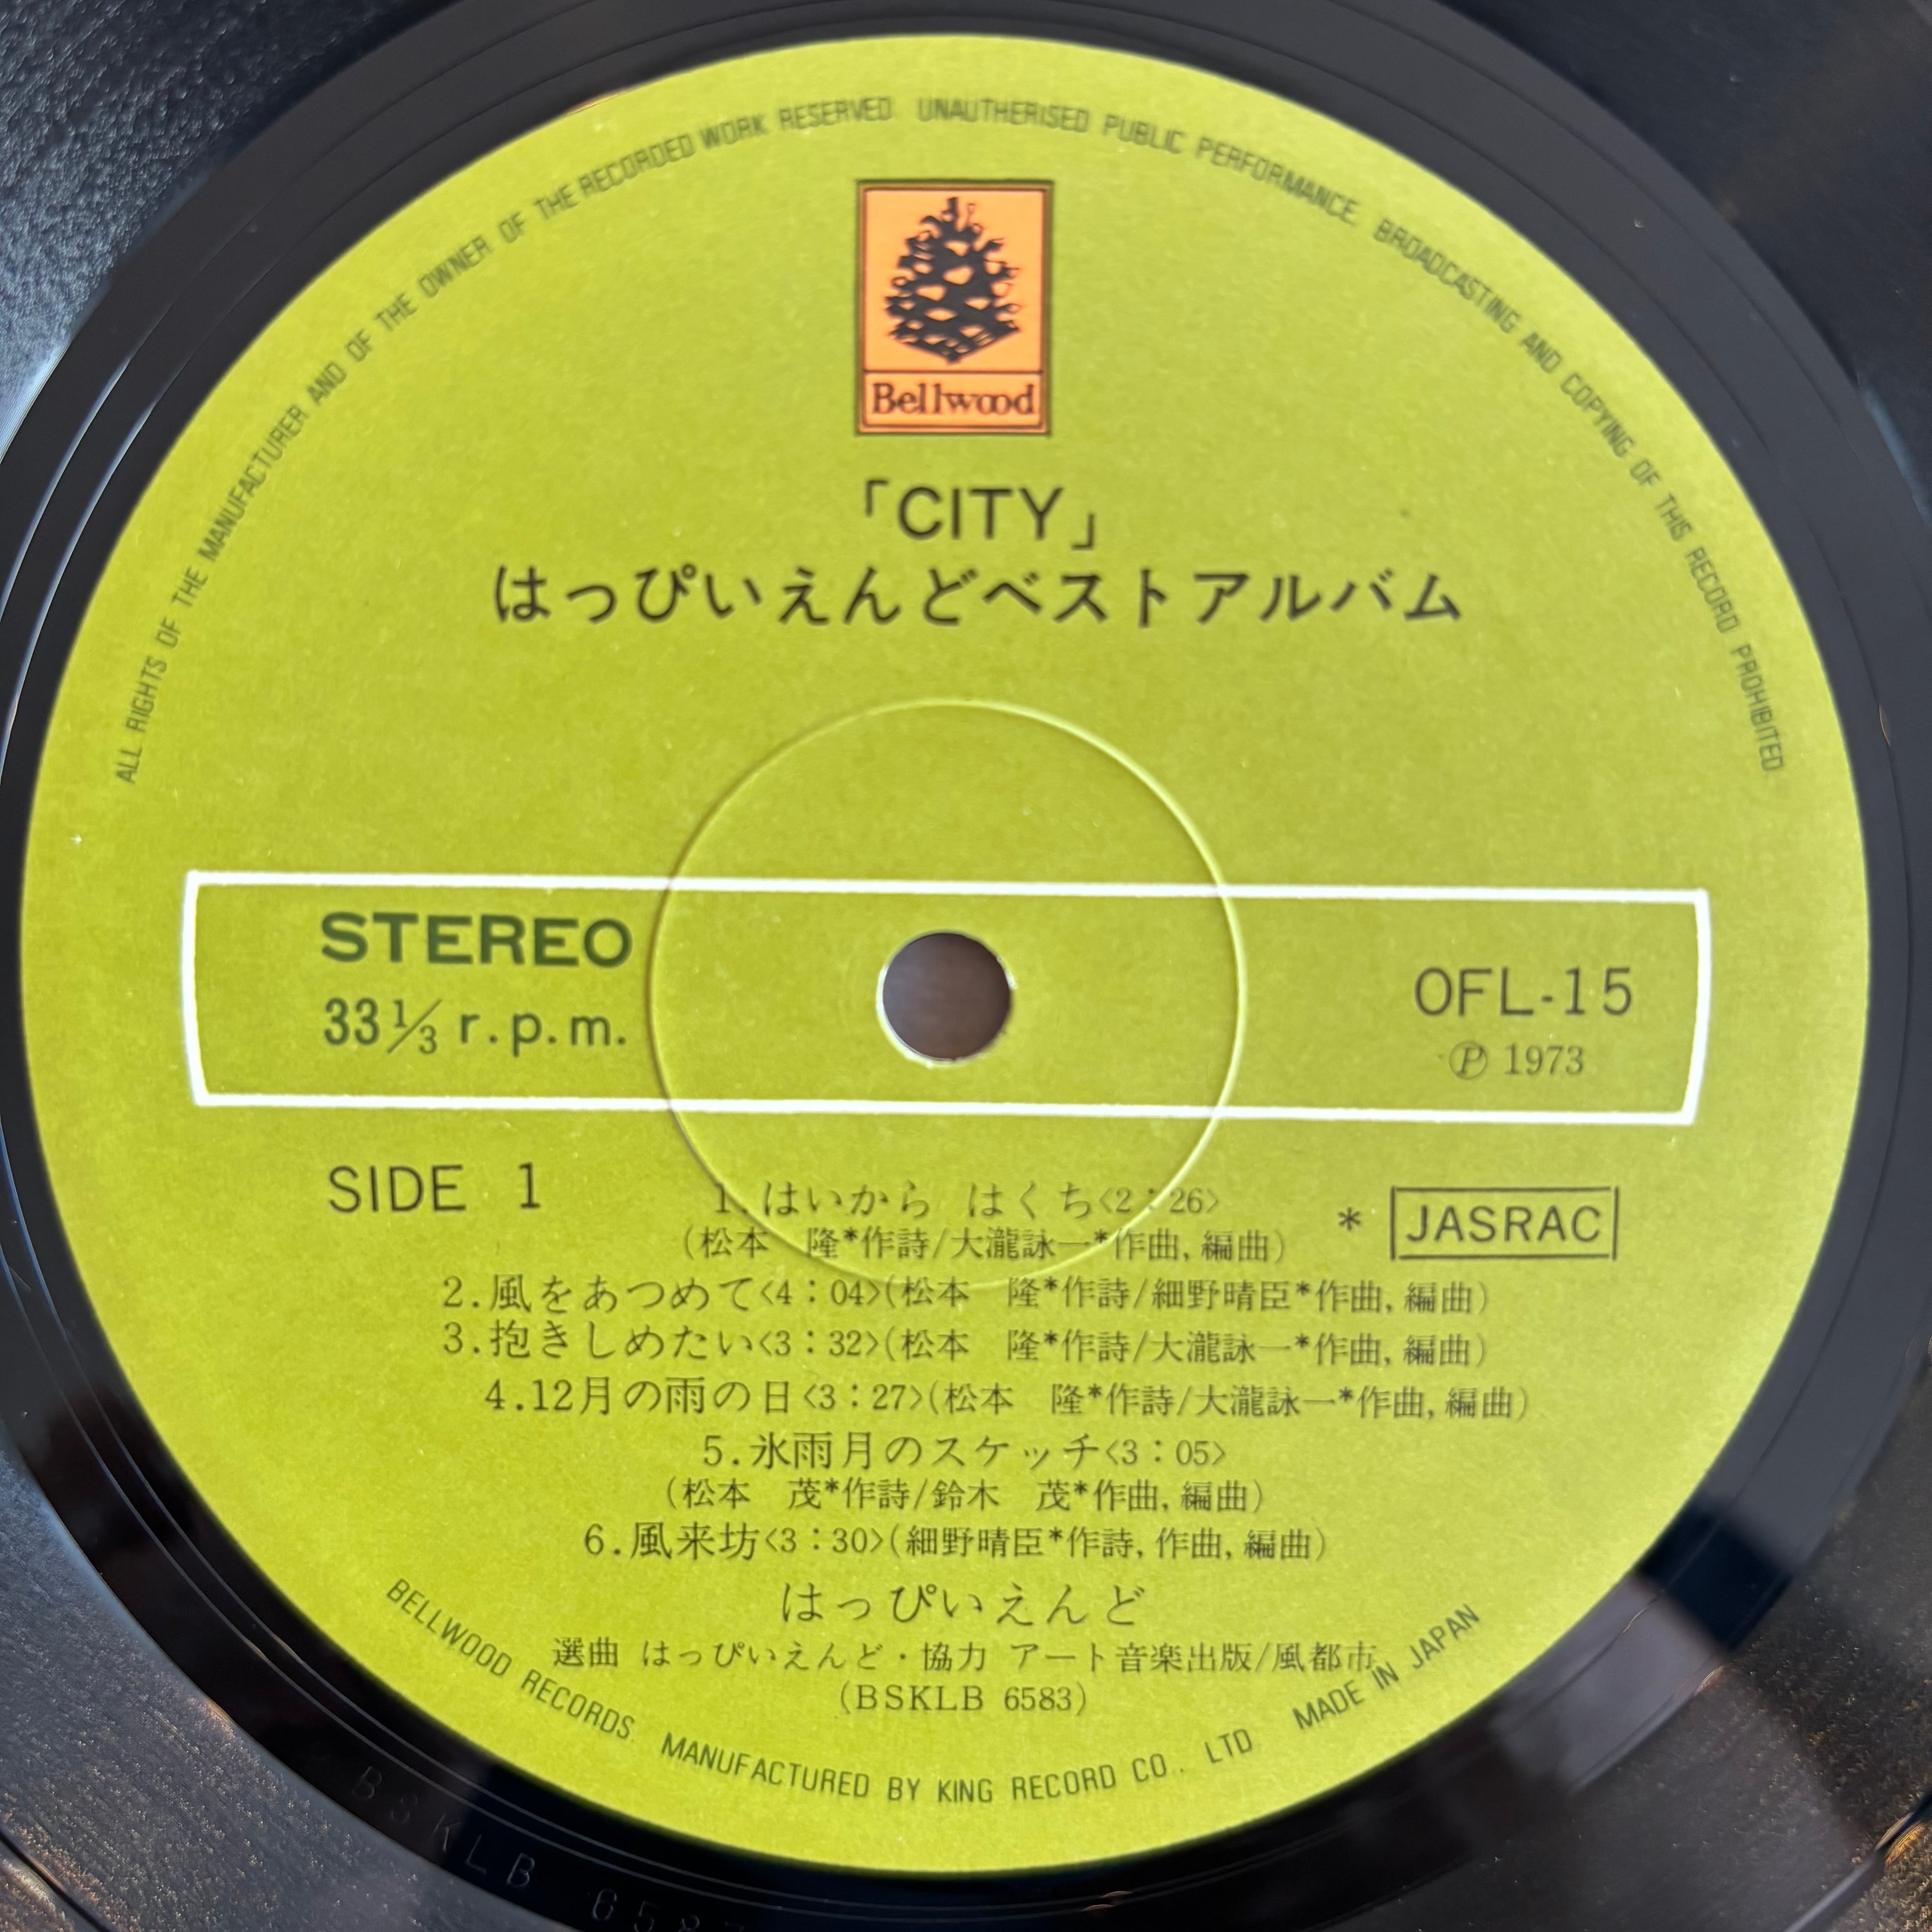 ALL RIGHTS OF THE MANUFACTURER AND OF THE OWNER OF THE RECORDED WORK RESERVED. UNAUTHERISED PUBLIC PERFORMANCE. BROADCASTING AND COPYING OF THIS RECORD PROHIBITED
Bellwood
「CITY」
はっぴいえんどベストアルバム
STEREO
33⅓ r.p.m.
OFL-15
Ⓟ 1973
SIDE 1
1.はいから はくち<2:26>
(松本 隆*作詩/大瀧詠一*作曲,編曲)
* JASRAC
2.風をあつめて<4:04>(松本 隆*作詩/細野晴臣*作曲,編曲)
3.抱きしめたい<3:32>(松本 隆*作詩/大瀧詠一*作曲,編曲)
4.12月の雨の日<3:27>(松本 隆*作詩/大瀧詠一*作曲,編曲)
5.氷雨月のスケッチ<3:05>
(松本 茂*作詩/鈴木 茂*作曲,編曲)
6.風来坊<3:30>(細野晴臣*作詩,作曲,編曲)
はっぴいえんど
選曲 はっぴいえんど・協力 アート音楽出版/風都市
(BSKLB 6583)
BELLWOOD RECORDS. MANUFACTURED BY KING RECORD CO., LTD. MADE IN JAPAN
BSKLB